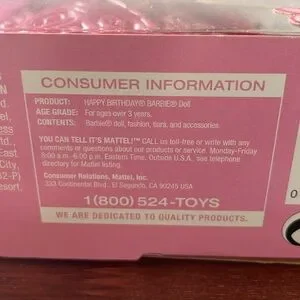 CONSUMER INFORMATION
PRODUCT: HAPPY BIRTHDAY® BARBIE® Doll
AGE GRADE: For ages over 3 years.
CONTENTS: Barbie® doll, fashion, tiara, and accessories.
YOU CAN TELL IT'S MATTEL!™ CALL us toll-free or write with any
comments or questions about our products or service. Monday-Friday
8:00 a.m.-6:00 p.m. Eastern Time. Outside U.S.A., see telephone
directory for Mattel listing.
Consumer Relations, Mattel, Inc.
333 Continental Blvd., El Segundo, CA 90245 USA
1(800) 524-TOYS
WE ARE DEDICATED TO QUALITY PRODUCTS.